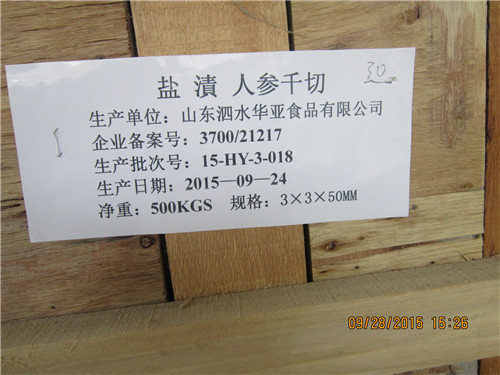 盐 渍 人参千切
30
生产单位：山东泗水华亚食品有限公司
企业备案号：3700/21217
生产批次号：15-HY-3-018
生产日期：2015—09—24
净重：500KGS 规格：3×3×50MM
09/28/2015 15:26